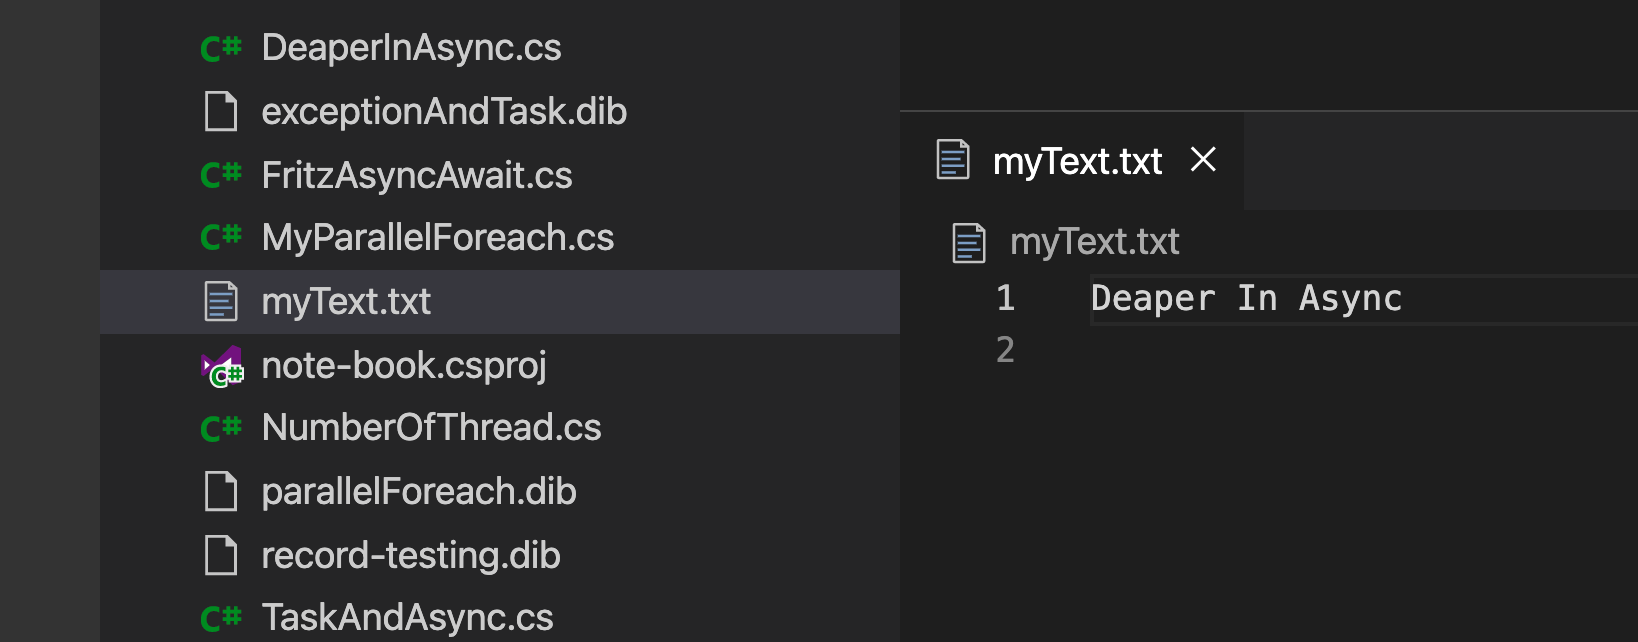 DeaperInAsync.cs
exceptionAndTask.dib
FritzAsyncAwait.cs
MyParallelForeach.cs
myText.txt
note-book.csproj
NumberOfThread.cs
parallelForeach.dib
record-testing.dib
TaskAndAsync.cs
myText.txt
myText.txt
1 Deaper In Async
2